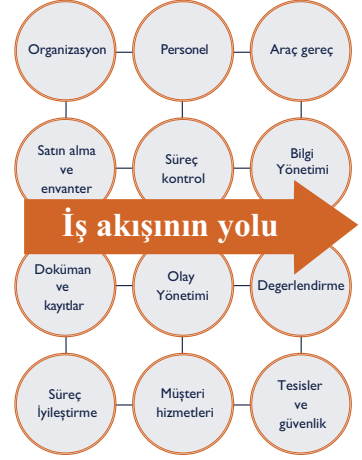 Organizasyon
Personel
Araç gereç
Satın alma
ve
envanter
Süreç
kontrol
Bilgi
Yönetimi
İş akışının yolu
Doküman
ve
kayıtlar
Olay
Yönetimi
Degerlendirme
Süreç
İyileştirme
Müşteri
hizmetleri
Tesisler
ve
güvenlik